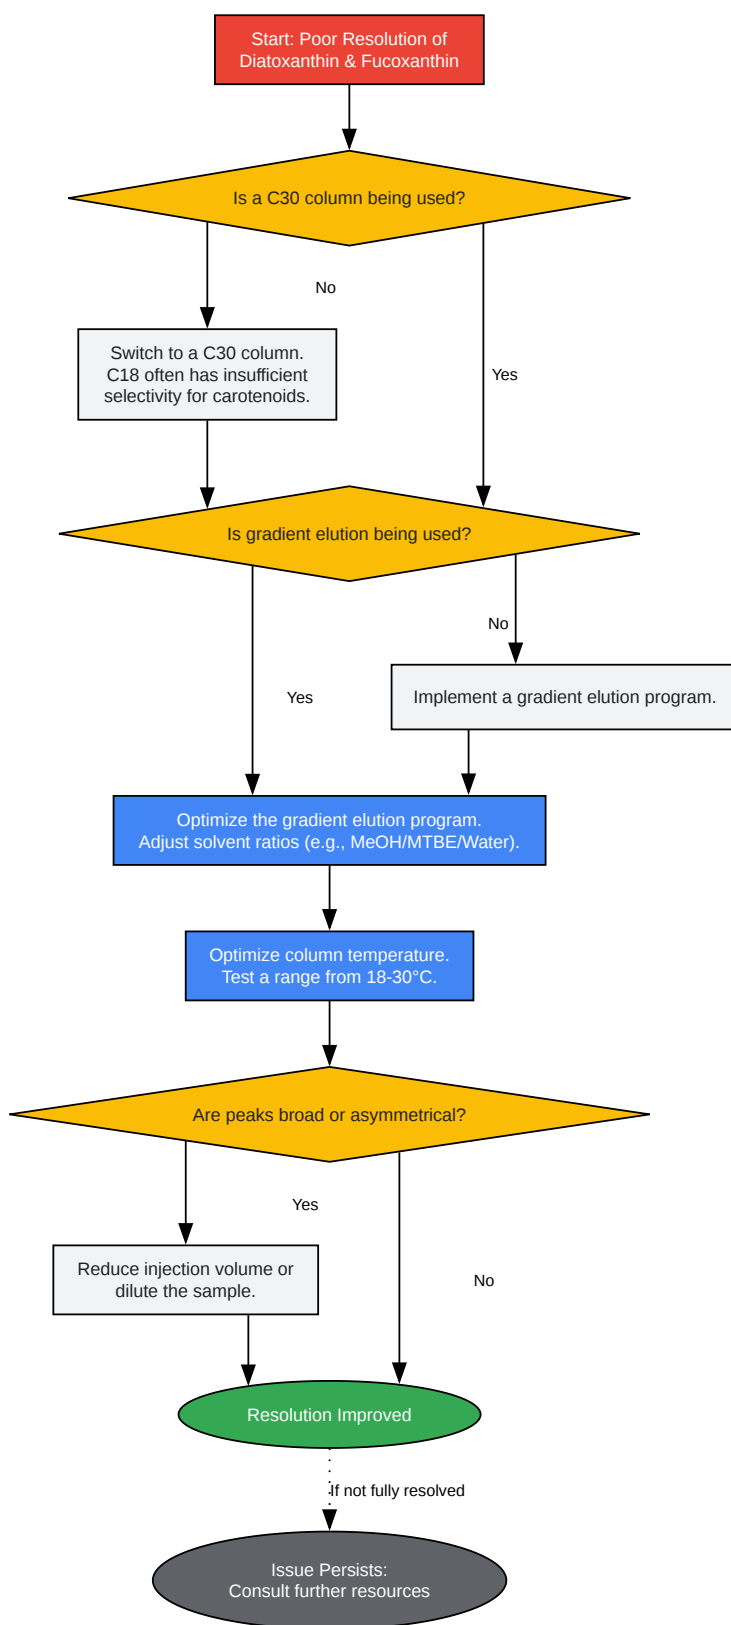 Start: Poor Resolution of
Diatoxanthin & Fucoxanthin
Is a C30 column being used?
No
Switch to a C30 column.
C18 often has insufficient
selectivity for carotenoids.
Yes
Is gradient elution being used?
No
Implement a gradient elution program.
Yes
Optimize the gradient elution program.
Adjust solvent ratios (e.g., MeOH/MTBE/Water).
Optimize column temperature.
Test a range from 18-30°C.
Are peaks broad or asymmetrical?
Yes
Reduce injection volume or
dilute the sample.
No
Resolution Improved
If not fully resolved
Issue Persists:
Consult further resources